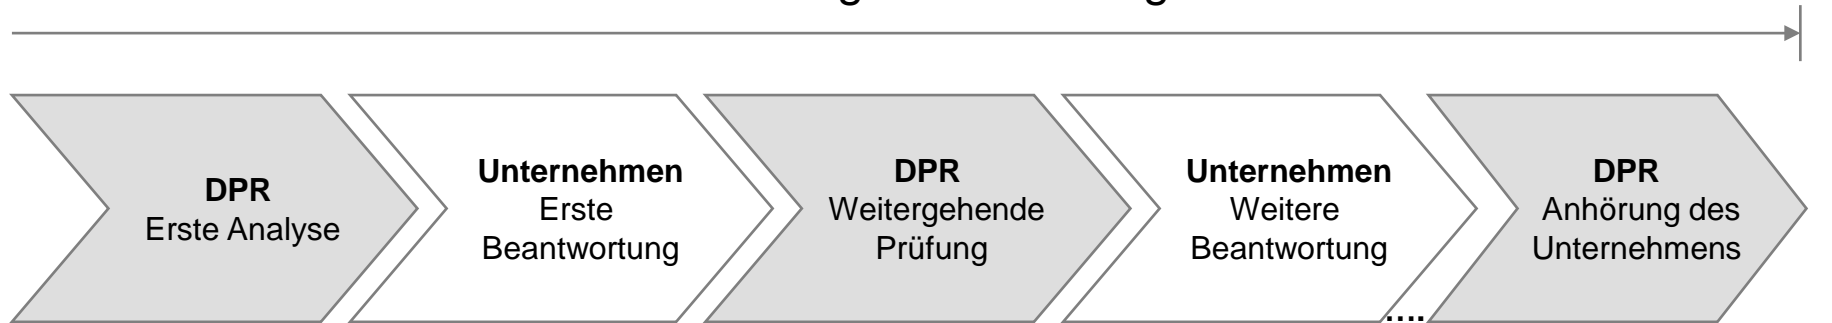 DPR
Erste Analyse
Unternehmen
Erste
Beantwortung
DPR
Weitergehende
Prüfung
Unternehmen
Weitere
Beantwortung
....
DPR
Anhörung des
Unternehmens